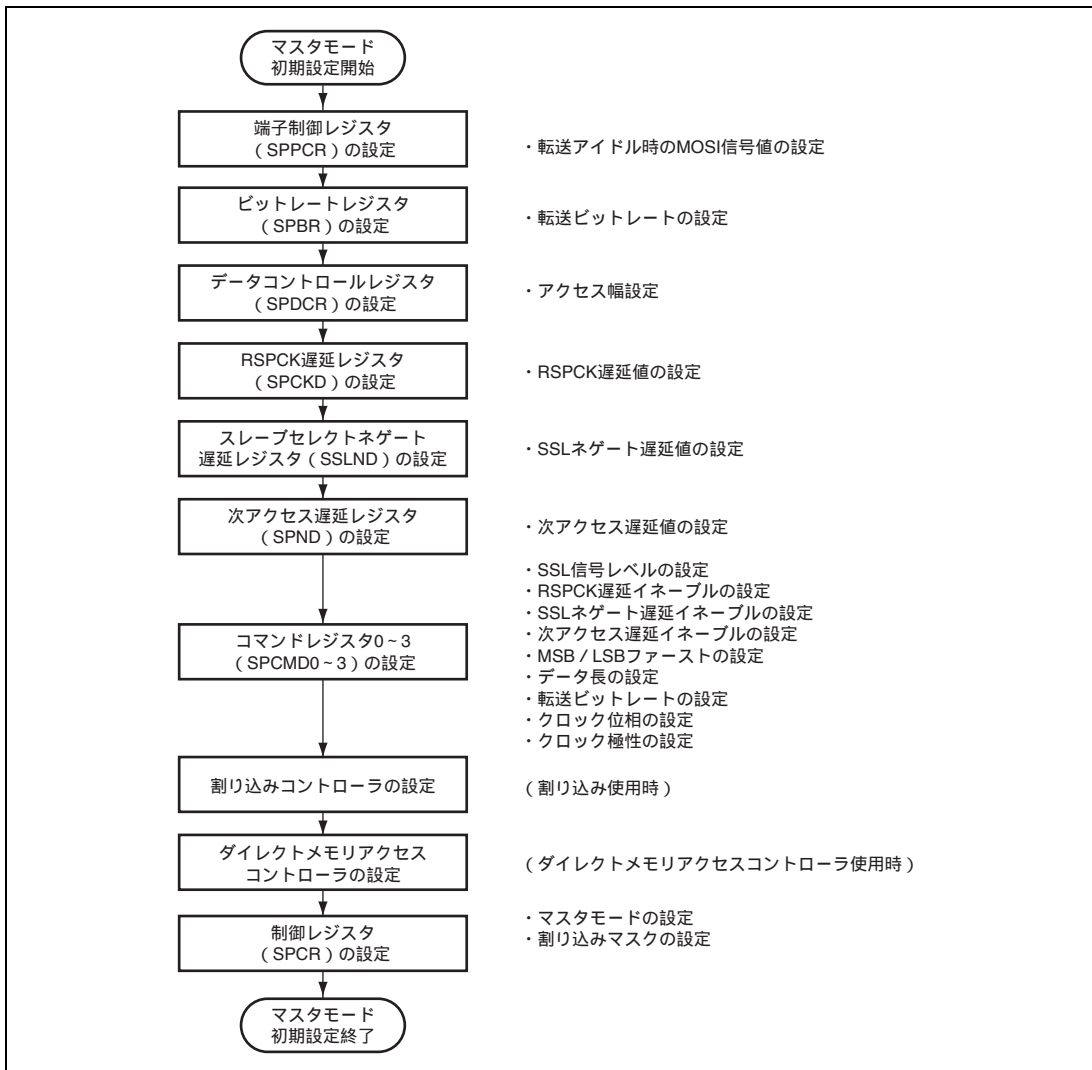 マスタモード
初期設定開始
端子制御レジスタ
（SPPCR）の設定
・転送アイドル時のMOSI信号値の設定
ビットレートレジスタ
（SPBR）の設定
・転送ビットレートの設定
データコントロールレジスタ
（SPDCR）の設定
・アクセス幅設定
RSPCK遅延レジスタ
（SPCKD）の設定
・RSPCK遅延値の設定
スレーブセレクトネゲート
遅延レジスタ（SSLND）の設定
・SSLネゲート遅延値の設定
次アクセス遅延レジスタ
（SPND）の設定
・次アクセス遅延値の設定
コマンドレジスタ0～3
（SPCMD0～3）の設定
・SSL信号レベルの設定
・RSPCK遅延イネーブルの設定
・SSLネゲート遅延イネーブルの設定
・次アクセス遅延イネーブルの設定
・MSB／LSBファーストの設定
・データ長の設定
・転送ビットレートの設定
・クロック位相の設定
・クロック極性の設定
割り込みコントローラの設定
（割り込み使用時）
ダイレクトメモリアクセス
コントローラの設定
（ダイレクトメモリアクセスコントローラ使用時）
制御レジスタ
（SPCR）の設定
・マスタモードの設定
・割り込みマスクの設定
マスタモード
初期設定終了